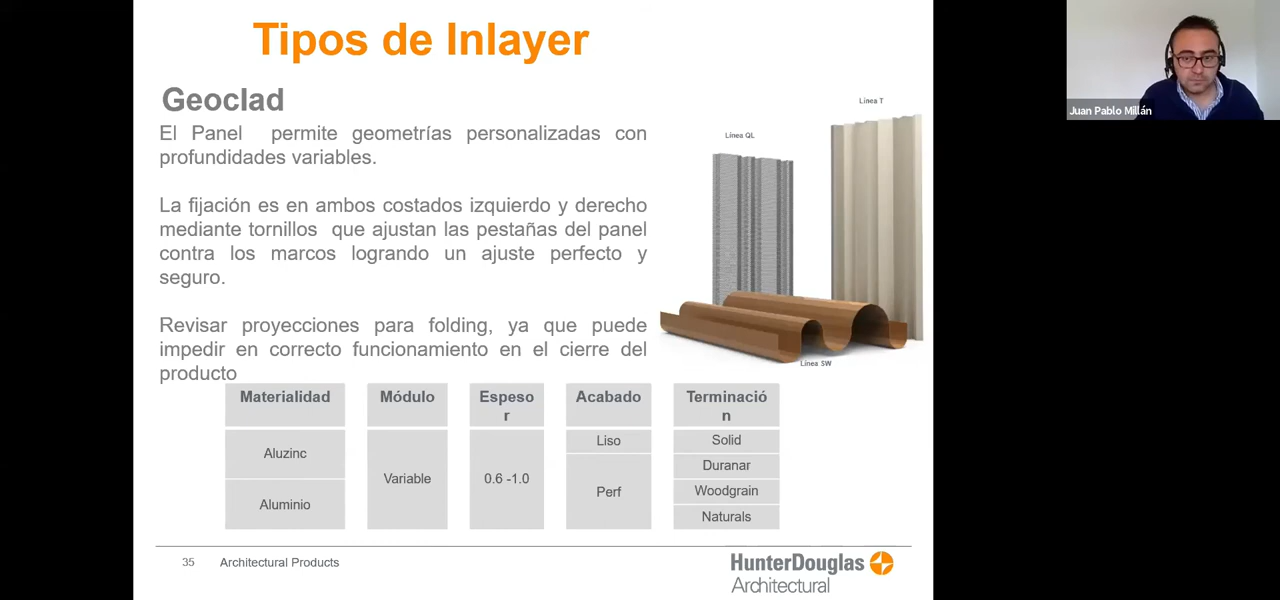 Tipos de Inlayer
Geoclad
El Panel permite geometrías personalizadas con
profundidades variables.
La fijación es en ambos costados izquierdo y derecho
mediante tornillos que ajustan las pestañas del panel
contra los marcos logrando un ajuste perfecto y
seguro.
Revisar proyecciones para folding, ya que puede
impedir en correcto funcionamiento en el cierre del
producto
Línea QL
Línea T
Línea SW
Materialidad
Módulo
Espeso
r
Acabado
Terminació
n
Aluzinc
Aluminio
Variable
0.6 -1.0
Liso
Perf
Solid
Duranar
Woodgrain
Naturals
35 Architectural Products
HunterDouglas
Architectural
Juan Pablo Millán